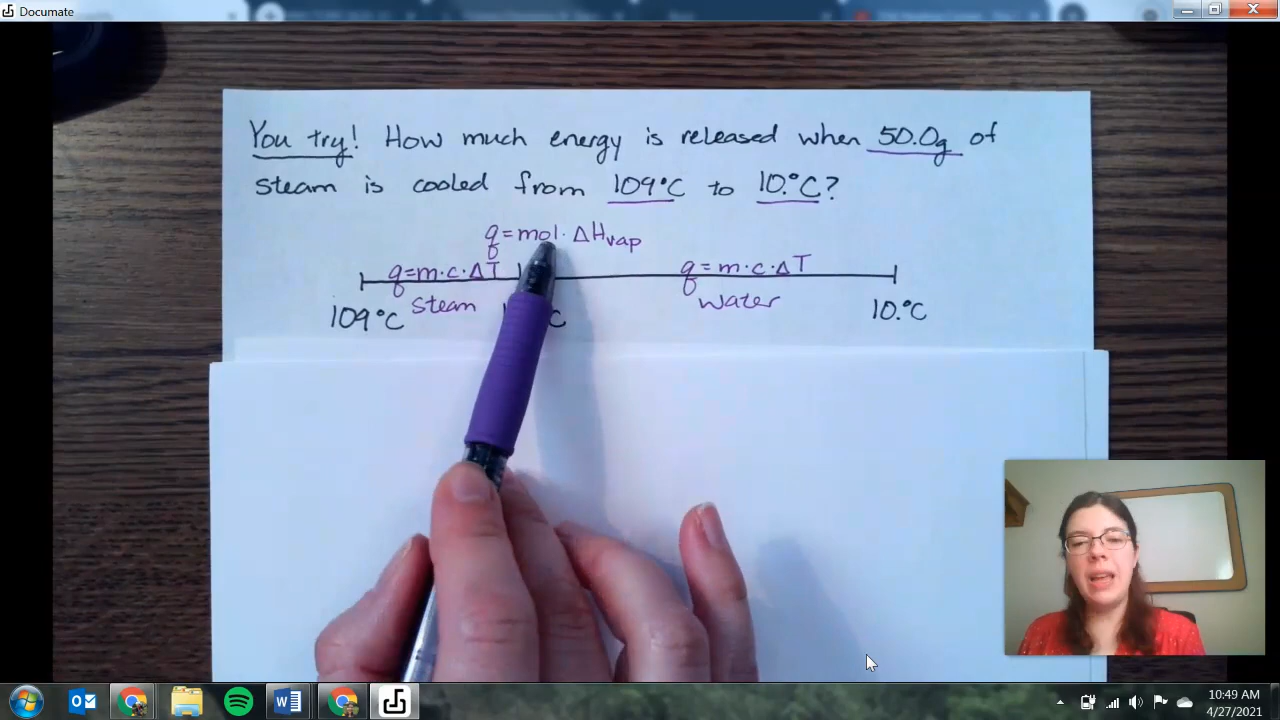 Documate
You try! How much energy is released when 50.0g of
steam is cooled from 109°C to 10.°C?
q=mol·ΔHvap
q=m·c·ΔT
q=m·c·ΔT
Steam
Water
109°C
C
10.°C
10:49 AM
4/27/2021